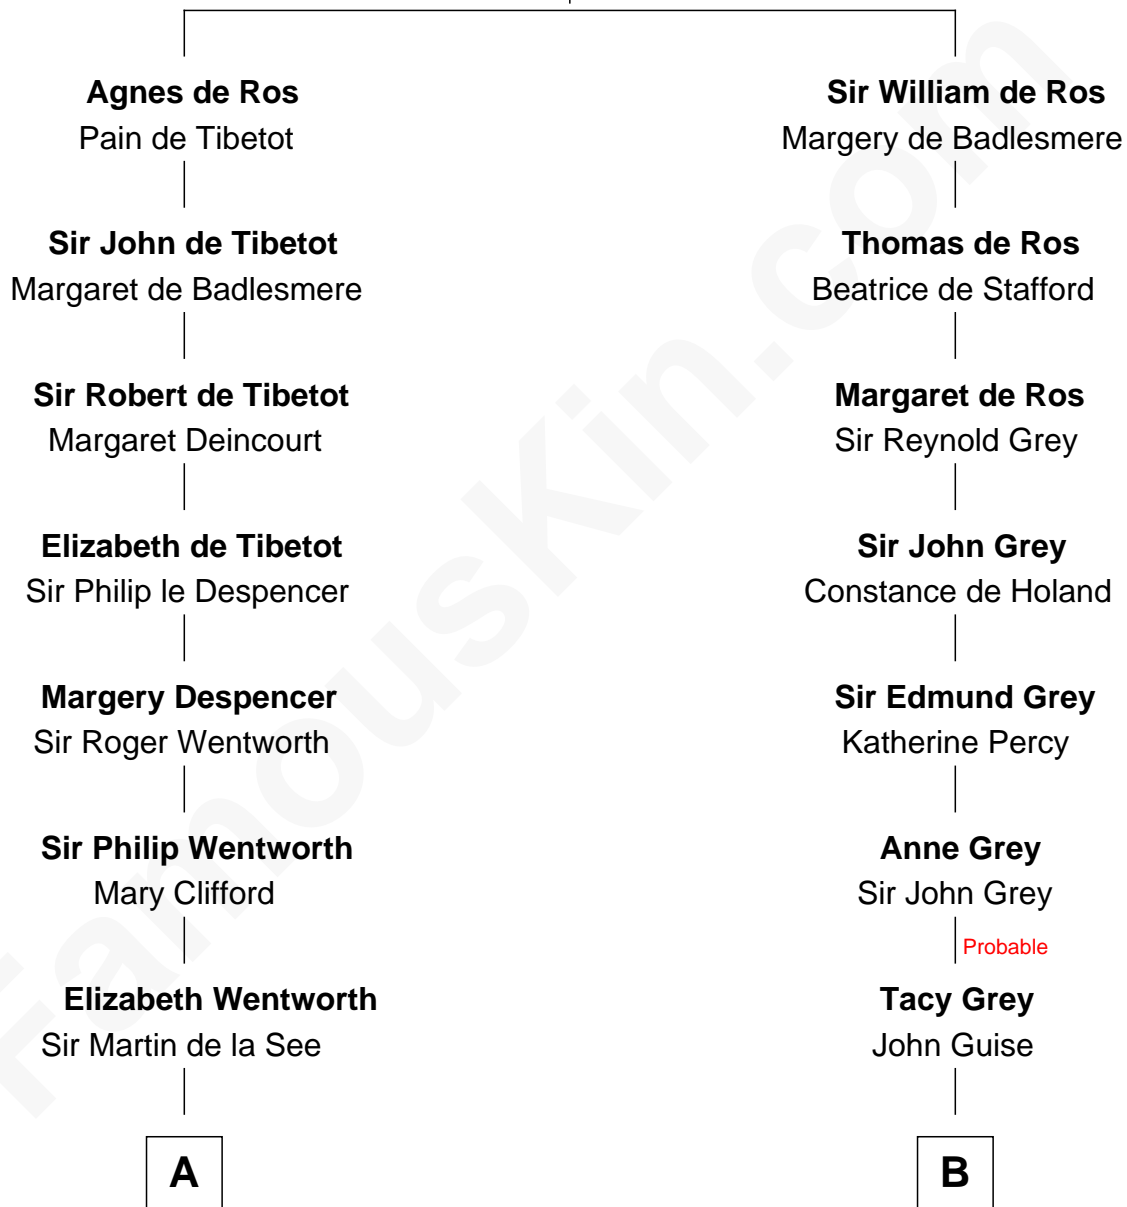 Agnes de Ros
Pain de Tibetot
Sir John de Tibetot
Margaret de Badlesmere
Sir Robert de Tibetot
Margaret Deincourt
Elizabeth de Tibetot
Sir Philip le Despencer
Margery Despencer
Sir Roger Wentworth
Sir Philip Wentworth
Mary Clifford
Elizabeth Wentworth
Sir Martin de la See
A
Sir William de Ros
Margery de Badlesmere
Thomas de Ros
Beatrice de Stafford
Margaret de Ros
Sir Reynold Grey
Sir John Grey
Constance de Holand
Sir Edmund Grey
Katherine Percy
Anne Grey
Sir John Grey
Probable
Tacy Grey
John Guise
B
FamousKin.com